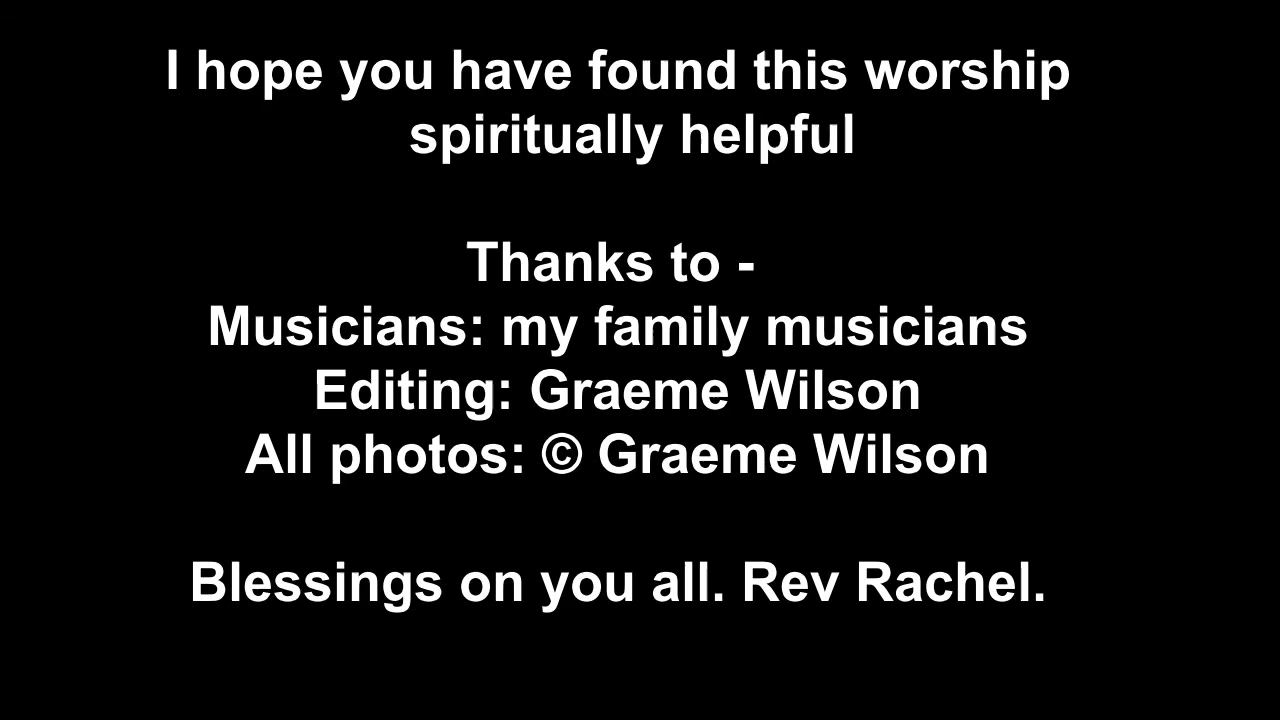 I hope you have found this worship
spiritually helpful
Thanks to -
Musicians: my family musicians
Editing: Graeme Wilson
All photos: © Graeme Wilson
Blessings on you all. Rev Rachel.